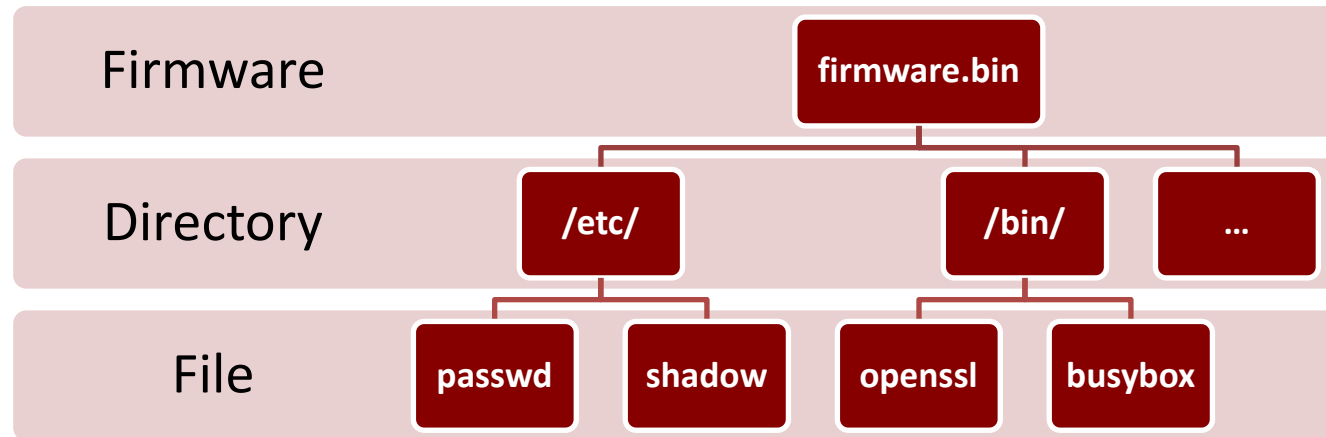 Firmware
firmware.bin
Directory
/etc/
/bin/
...
File
passwd
shadow
openssl
busybox